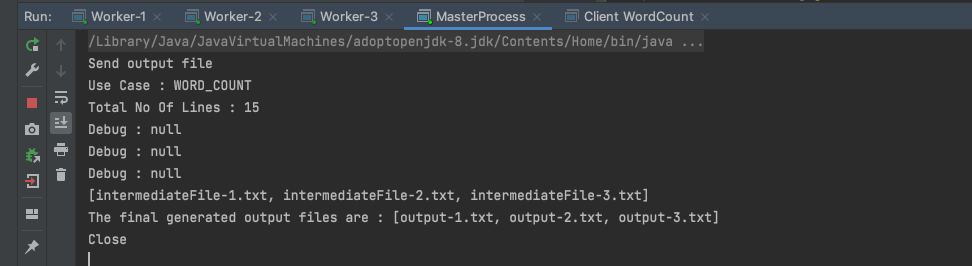 Run: Worker-1 Worker-2 Worker-3 MasterProcess Client WordCount
/Library/Java/JavaVirtualMachines/adoptopenjdk-8.jdk/Contents/Home/bin/java ...
Send output file
Use Case : WORD_COUNT
Total No Of Lines : 15
Debug : null
Debug : null
Debug : null
[intermediateFile-1.txt, intermediateFile-2.txt, intermediateFile-3.txt]
The final generated output files are : [output-1.txt, output-2.txt, output-3.txt]
Close